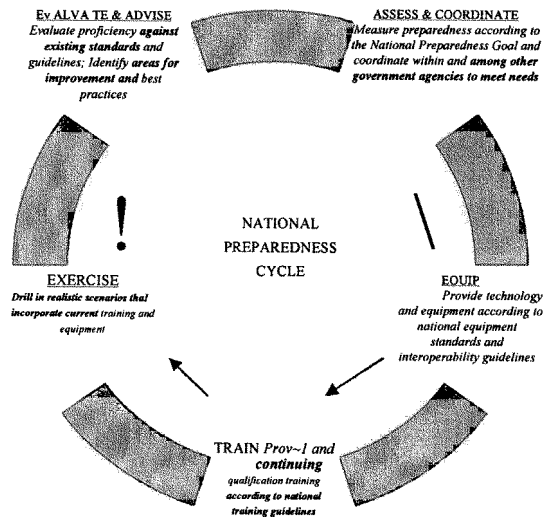 Ev ALVA TE & ADVISE
Evaluate proficiency against
existing standards and
guidelines; Identify areas for
improvement and best
practices
ASSESS & COORDINATE
Measure preparedness according to
the National Preparedness Goal and
coordinate within and among other
government agencies to meet needs
!
NATIONAL
PREPAREDNESS
CYCLE
EXERCISE
Drill in realistic scenarios thal
incorporate current training and
equipment
EOUIP
Provide technology
and equipment according to
national equipment
standards and
interoperability guidelines
TRAIN Prov~1 and
continuing
qualification training
according to national
training guidelines